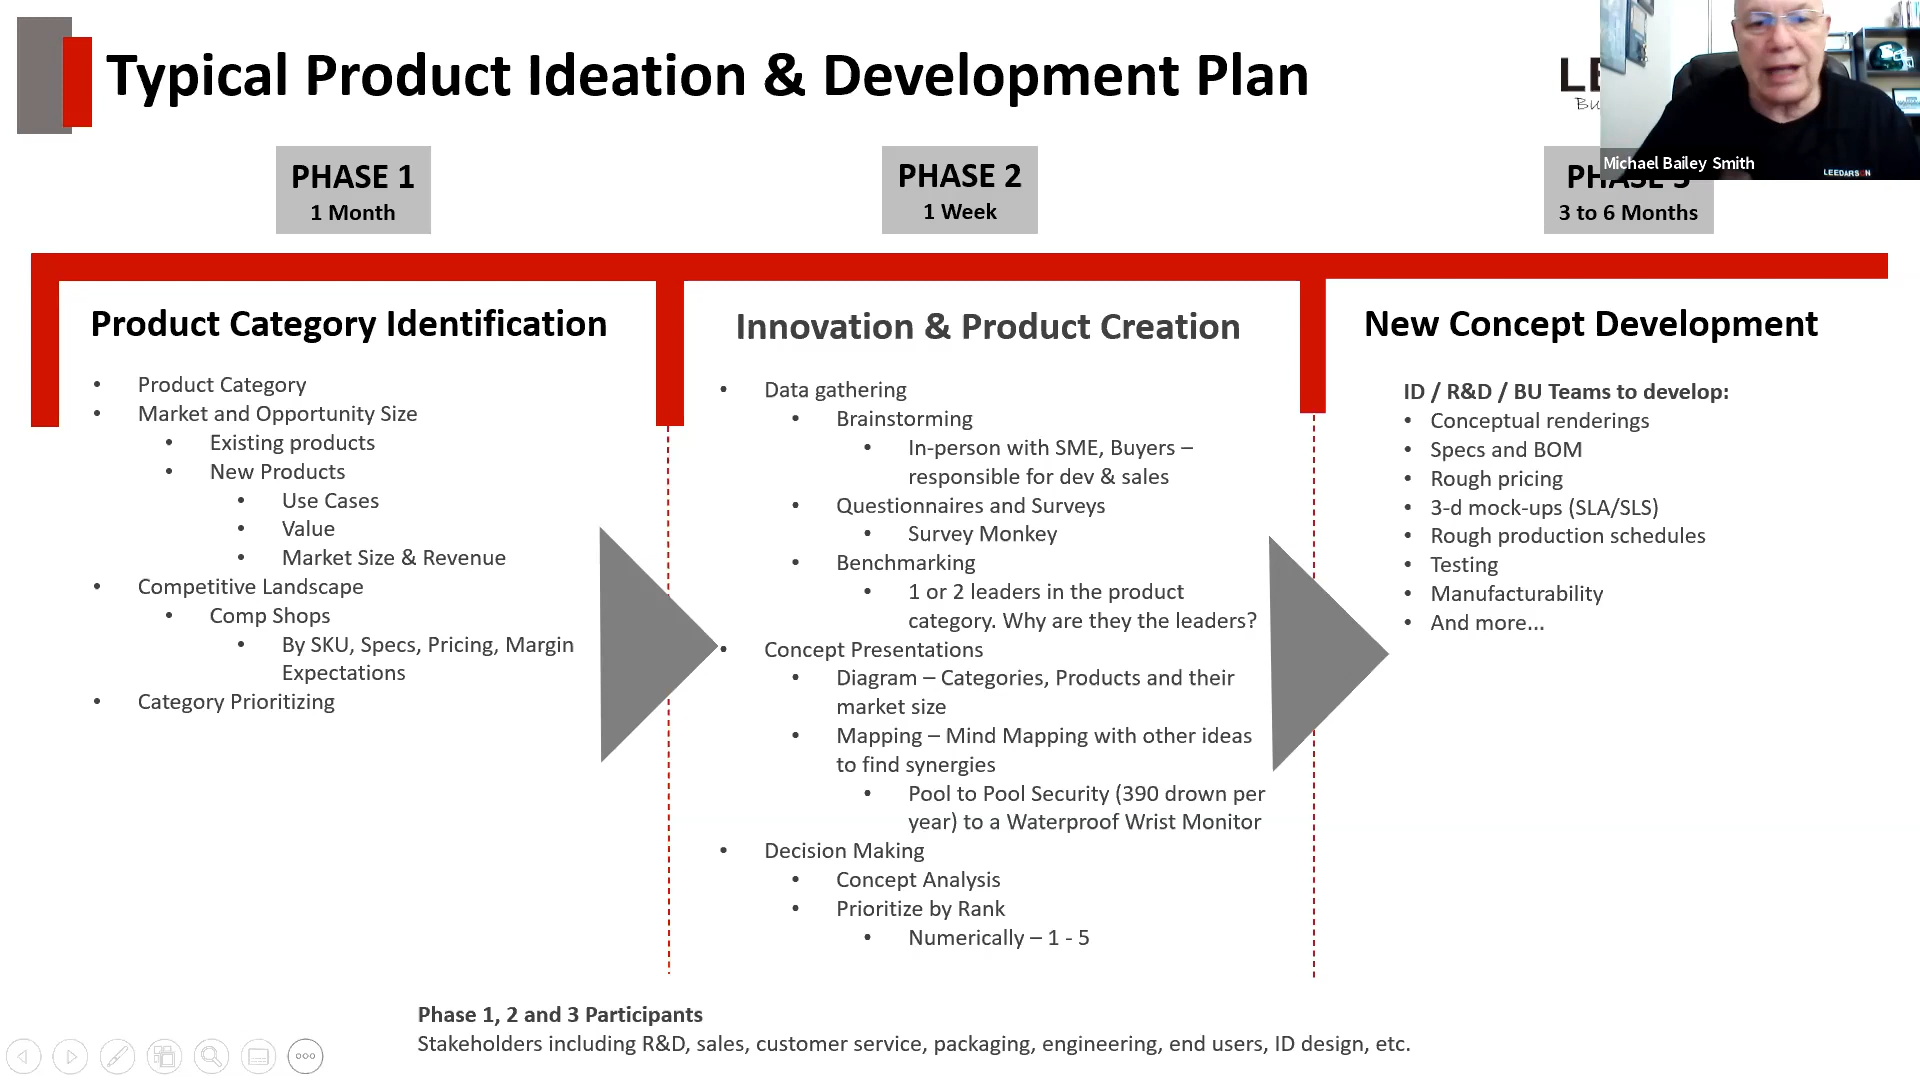 Typical Product Ideation & Development Plan
Michael Bailey Smith
LEEDARSON
PHASE 1
1 Month
PHASE 2
1 Week
3 to 6 Months
Product Category Identification
• Product Category
• Market and Opportunity Size
• Existing products
• New Products
• Use Cases
• Value
• Market Size & Revenue
• Competitive Landscape
• Comp Shops
• By SKU, Specs, Pricing, Margin
Expectations
• Category Prioritizing
Innovation & Product Creation
• Data gathering
• Brainstorming
• In-person with SME, Buyers –
responsible for dev & sales
• Questionnaires and Surveys
• Survey Monkey
• Benchmarking
• 1 or 2 leaders in the product
category. Why are they the leaders?
• Concept Presentations
• Diagram – Categories, Products and their
market size
• Mapping – Mind Mapping with other ideas
to find synergies
• Pool to Pool Security (390 drown per
year) to a Waterproof Wrist Monitor
• Decision Making
• Concept Analysis
• Prioritize by Rank
• Numerically – 1 - 5
New Concept Development
ID / R&D / BU Teams to develop:
• Conceptual renderings
• Specs and BOM
• Rough pricing
• 3-d mock-ups (SLA/SLS)
• Rough production schedules
• Testing
• Manufacturability
• And more...
Phase 1, 2 and 3 Participants
Stakeholders including R&D, sales, customer service, packaging, engineering, end users, ID design, etc.